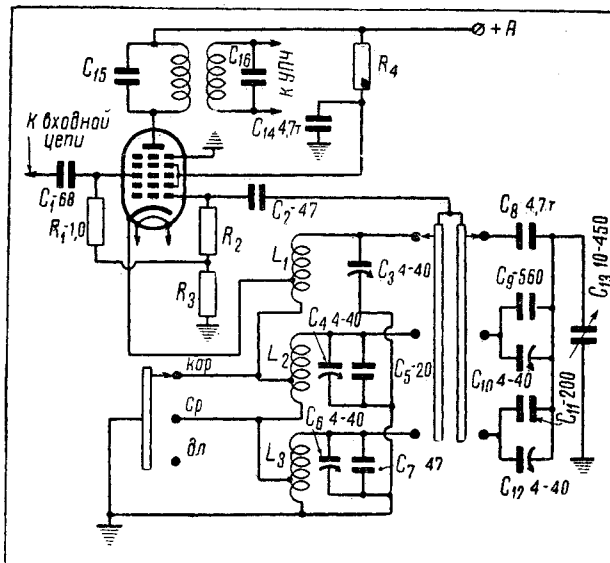 + А
C15
C16
К УПЧ
R4
C14 4,7т
К входной
цепи
C1-68
R1-1,0
R2
R3
C2-47
L1
C3 4-40
C8 4,7т
C9-560
C13 10-450
C4 4-40
L2
C5-20
C10 4-40
C11-200
кор
Ср
дл
C6 4-40
L3
C7 47
C12 4-40